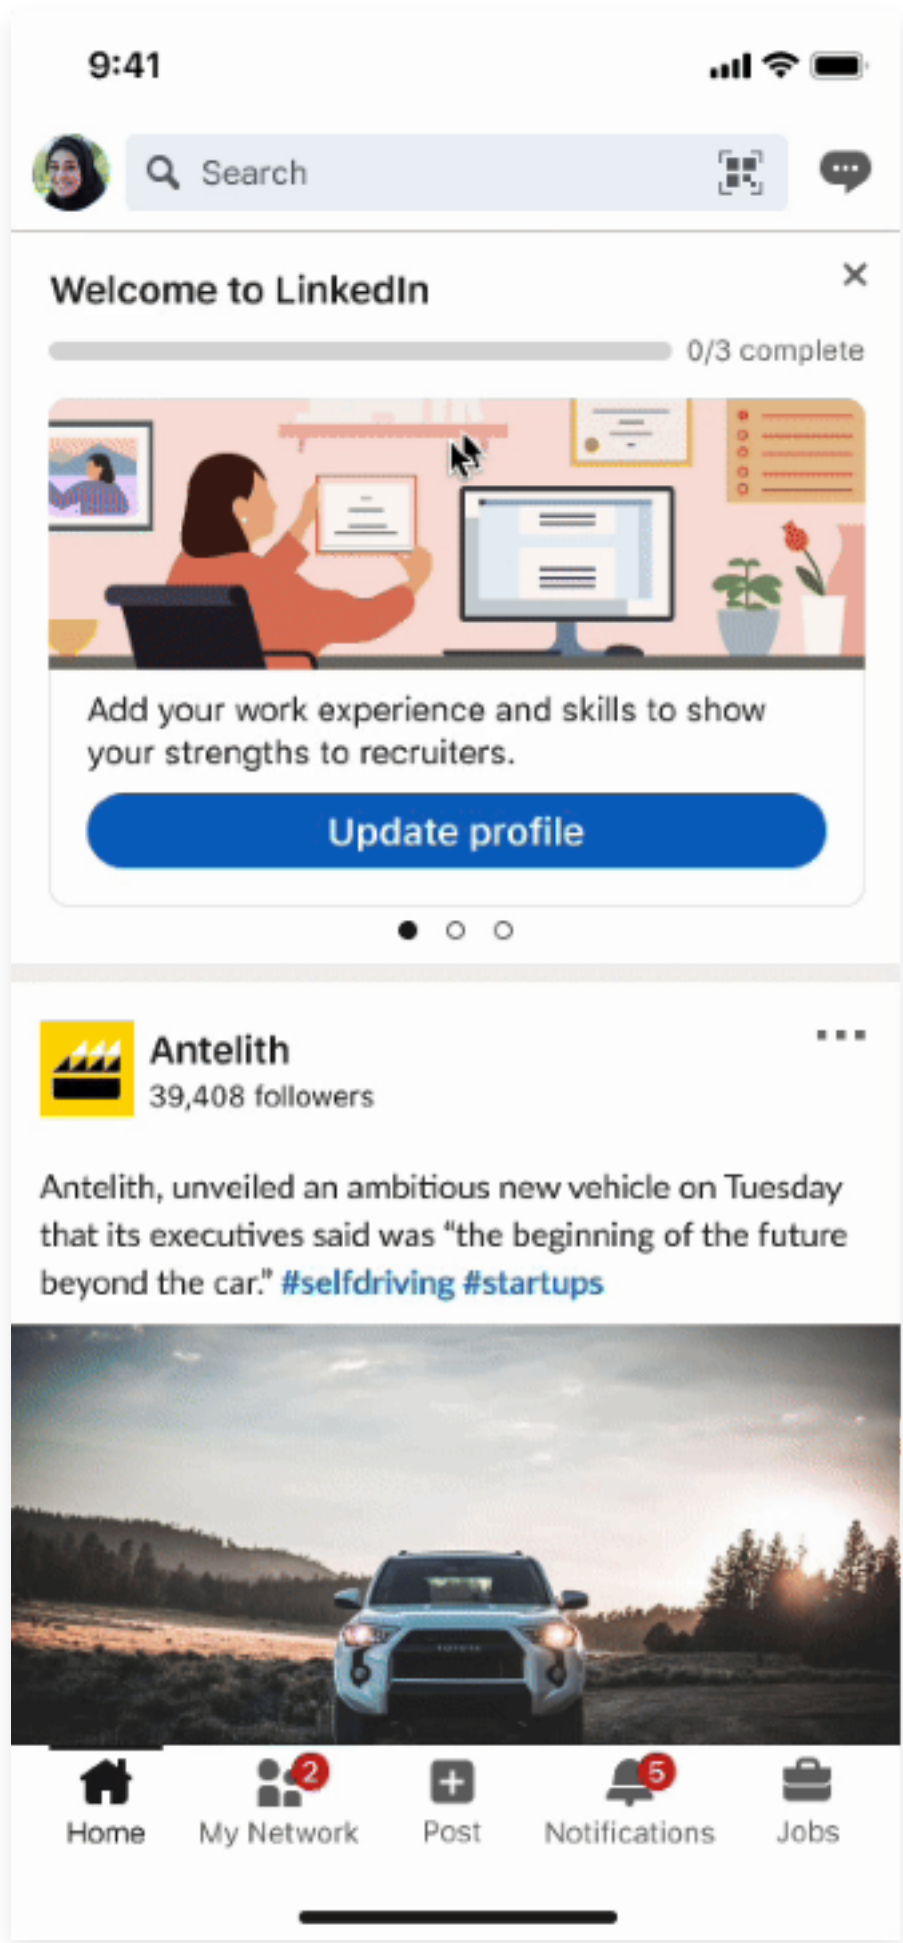 9:41
Search
Welcome to LinkedIn
0/3 complete
Add your work experience and skills to show
your strengths to recruiters.
Update profile
Antelith
39,408 followers
Antelith, unveiled an ambitious new vehicle on Tuesday
that its executives said was “the beginning of the future
beyond the car.” #selfdriving #startups
TOYOTA
2
5
Home
My Network
Post
Notifications
Jobs